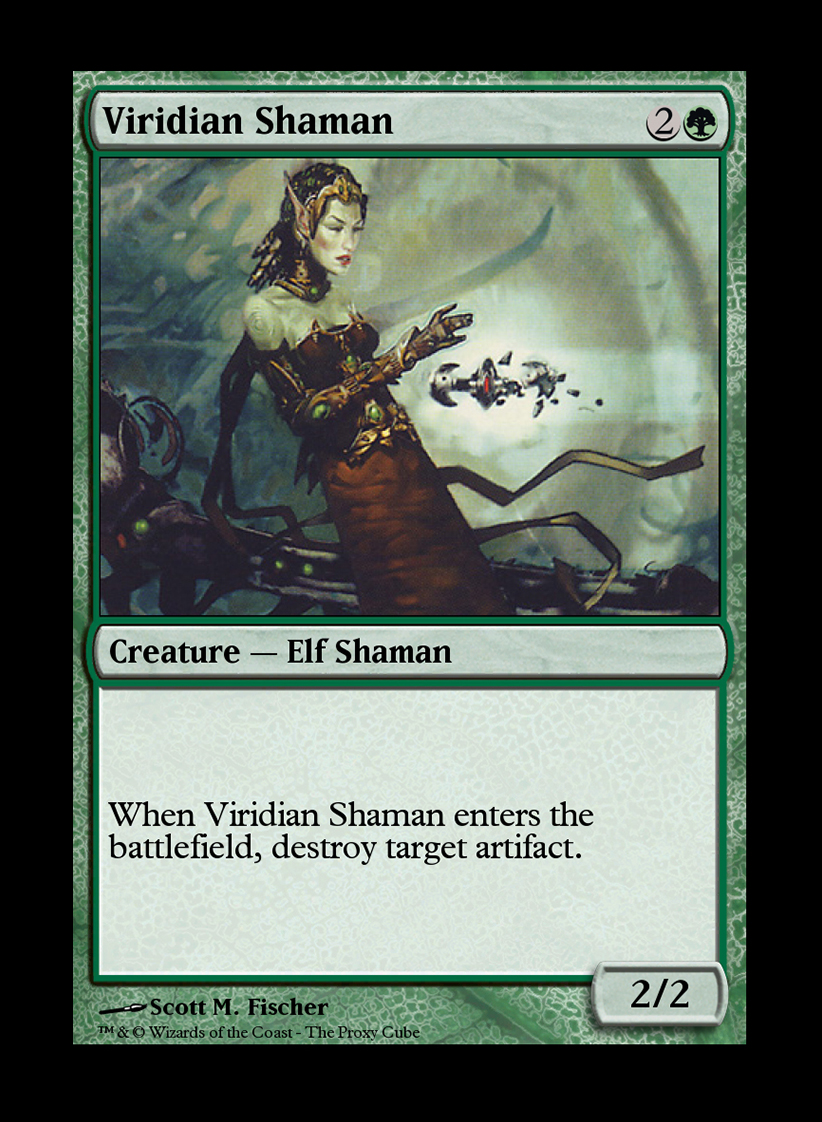 Viridian Shaman 2
Creature — Elf Shaman
When Viridian Shaman enters the
battlefield, destroy target artifact.
2/2
Scott M. Fischer
™ & © Wizards of the Coast - The Proxy Cube